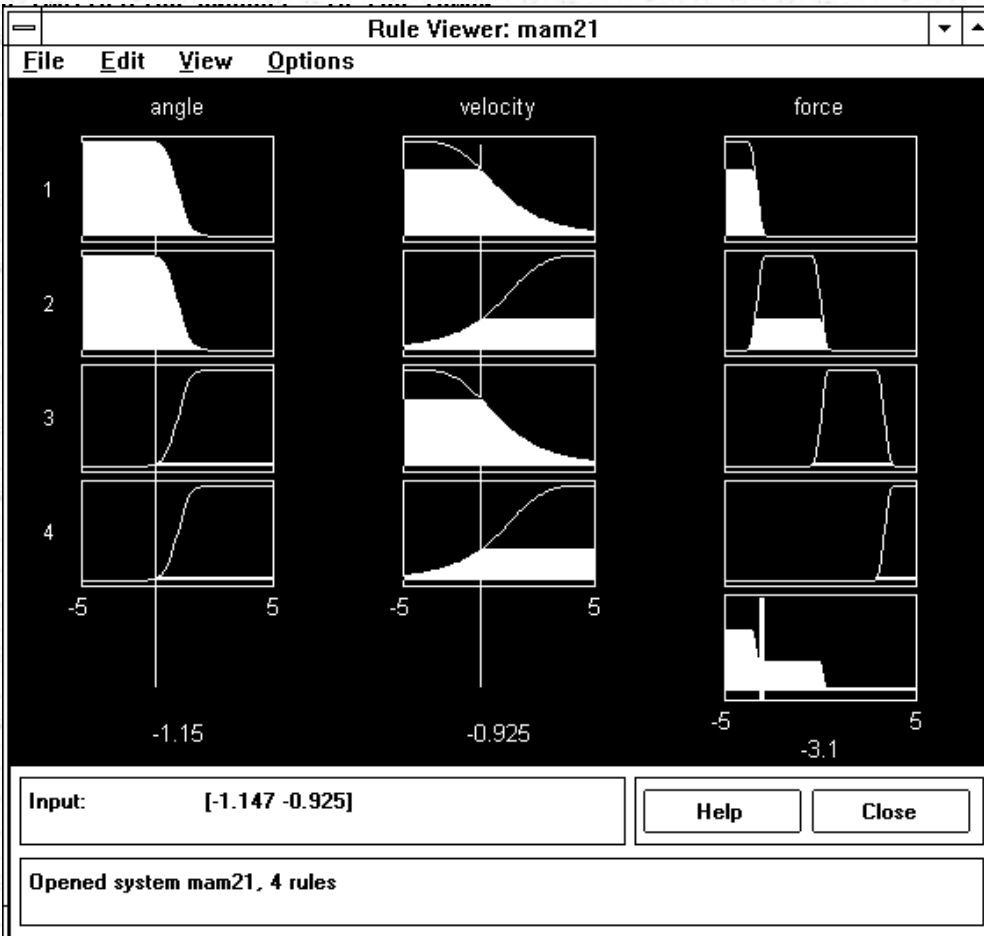 Rule Viewer: mam21
File Edit View Options
angle velocity force
1
2
3
4
-5 5 -5 5
-5 5
-1.15 -0.925 -3.1
Input: [-1.147 -0.925]
Help Close
Opened system mam21, 4 rules